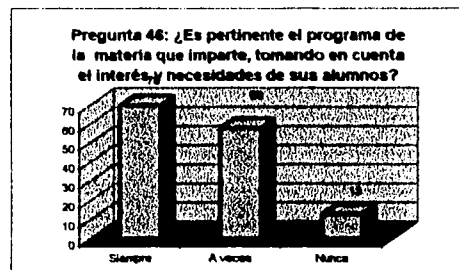 Pregunta 46: ¿Es pertinente el programa de
la materia que imparte, tomando en cuenta
el interés y necesidades de sus alumnos?
70
60
50
40
30
20
10
0
Siempre A veces Nunca